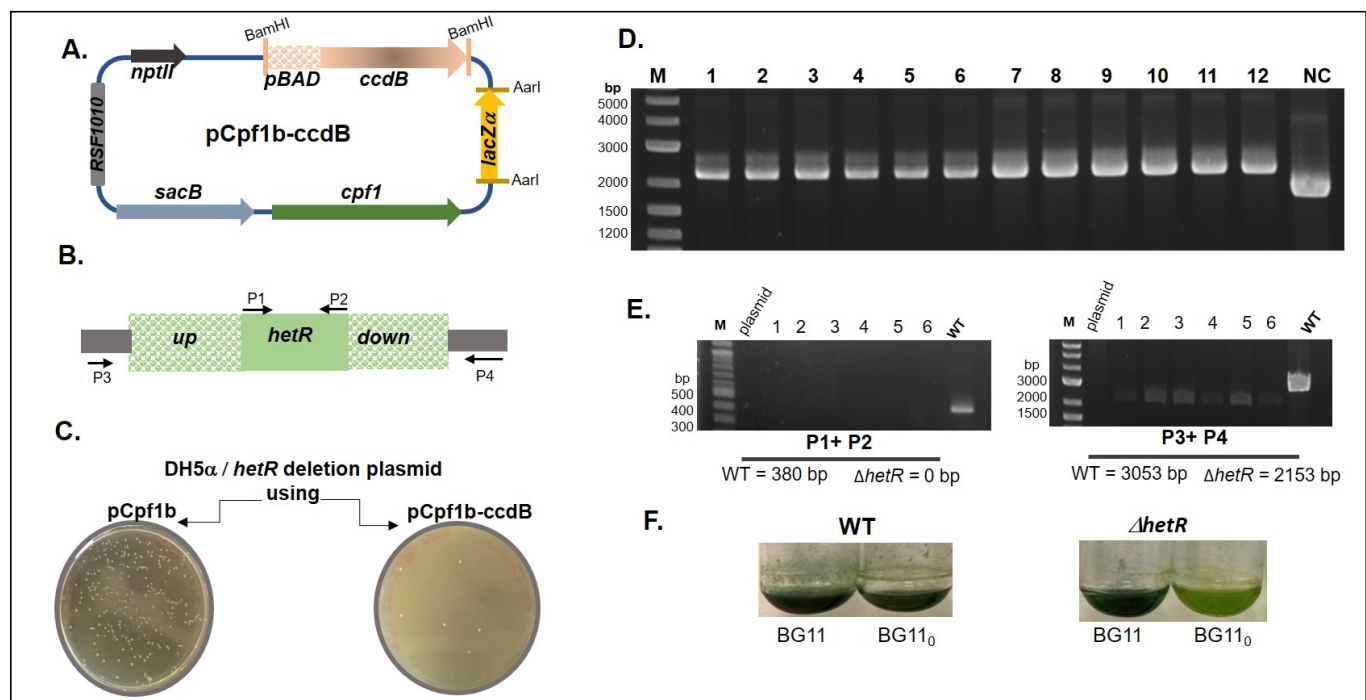 A.
BamHI
BamHI
nptII
pBAD
ccdB
AarI
RSF1010
pCpf1b-ccdB
lacZα
AarI
sacB
cpf1
B.
P1
P2
up
hetR
down
P3
P4
C.
DH5α / hetR deletion plasmid
using
pCpf1b
pCpf1b-ccdB
D.
M 1 2 3 4 5 6 7 8 9 10 11 12 NC
bp
5000
4000
3000
2000
1500
1200
E.
M plasmid 1 2 3 4 5 6 WT
bp
500
400
300
P1+ P2
WT = 380 bp ΔhetR = 0 bp
M plasmid 1 2 3 4 5 6 WT
3000
2000
1500
P3+ P4
WT = 3053 bp ΔhetR = 2153 bp
F.
WT
BG11 BG11₀
ΔhetR
BG11 BG11₀